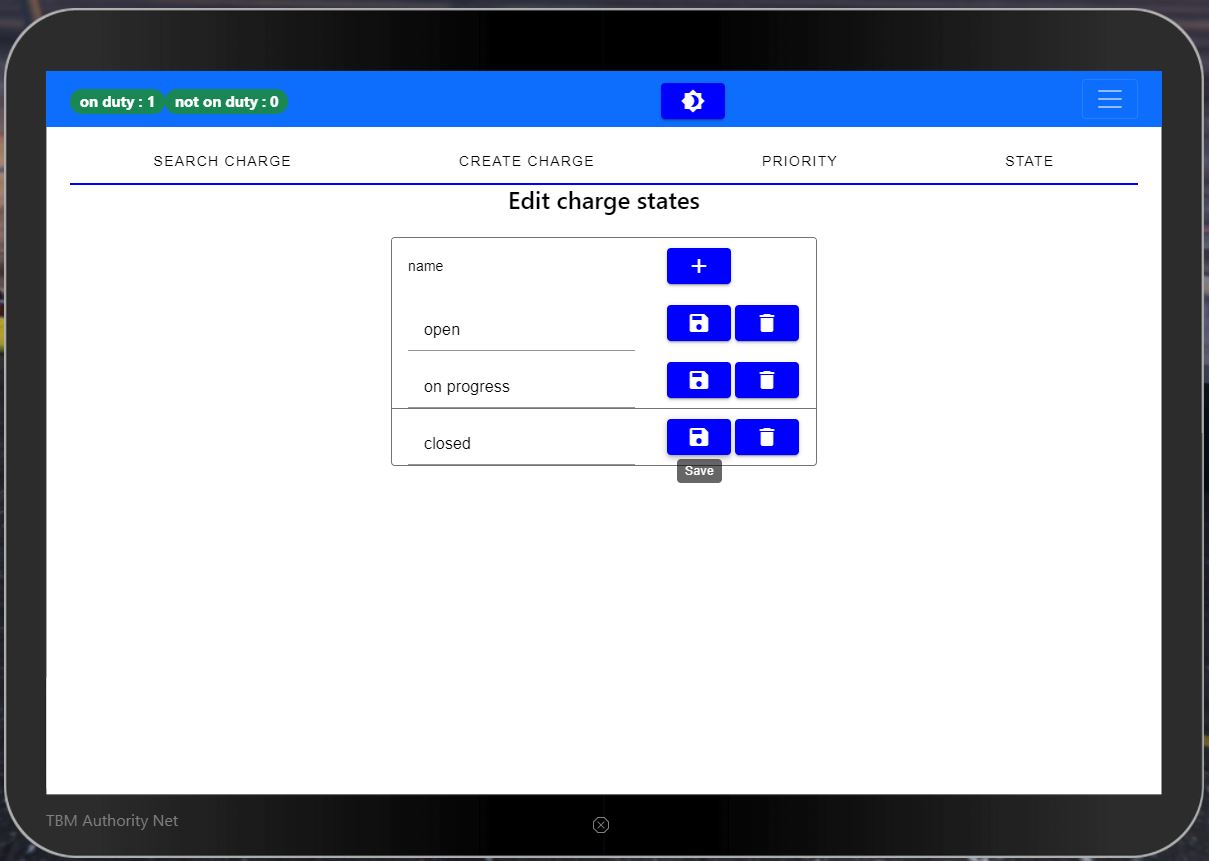 on duty : 1 not on duty : 0
SEARCH CHARGE CREATE CHARGE PRIORITY STATE
Edit charge states
name
open
on progress
closed
Save
TBM Authority Net